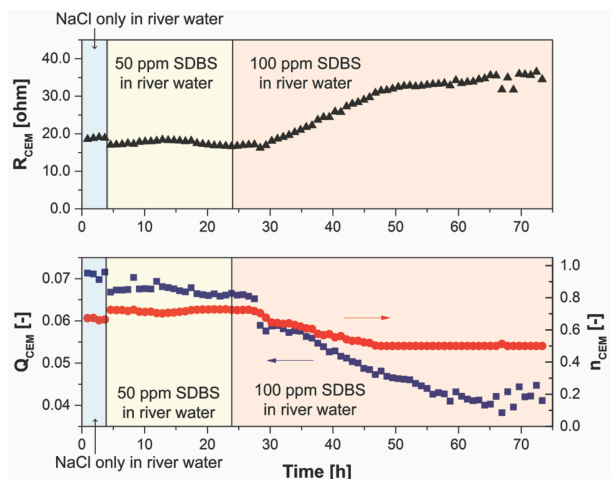 NaCl only in river water
50 ppm SDBS
in river water
100 ppm SDBS
in river water
R_CEM [ohm]
40.0
30.0
20.0
10.0
0.0
0 10 20 30 40 50 60 70
0.07
0.06
0.05
0.04
Q_CEM [-]
1.0
0.8
0.6
0.4
0.2
0.0
n_CEM [-]
50 ppm SDBS
in river water
100 ppm SDBS
in river water
0 10 20 30 40 50 60 70
NaCl only in river water
Time [h]